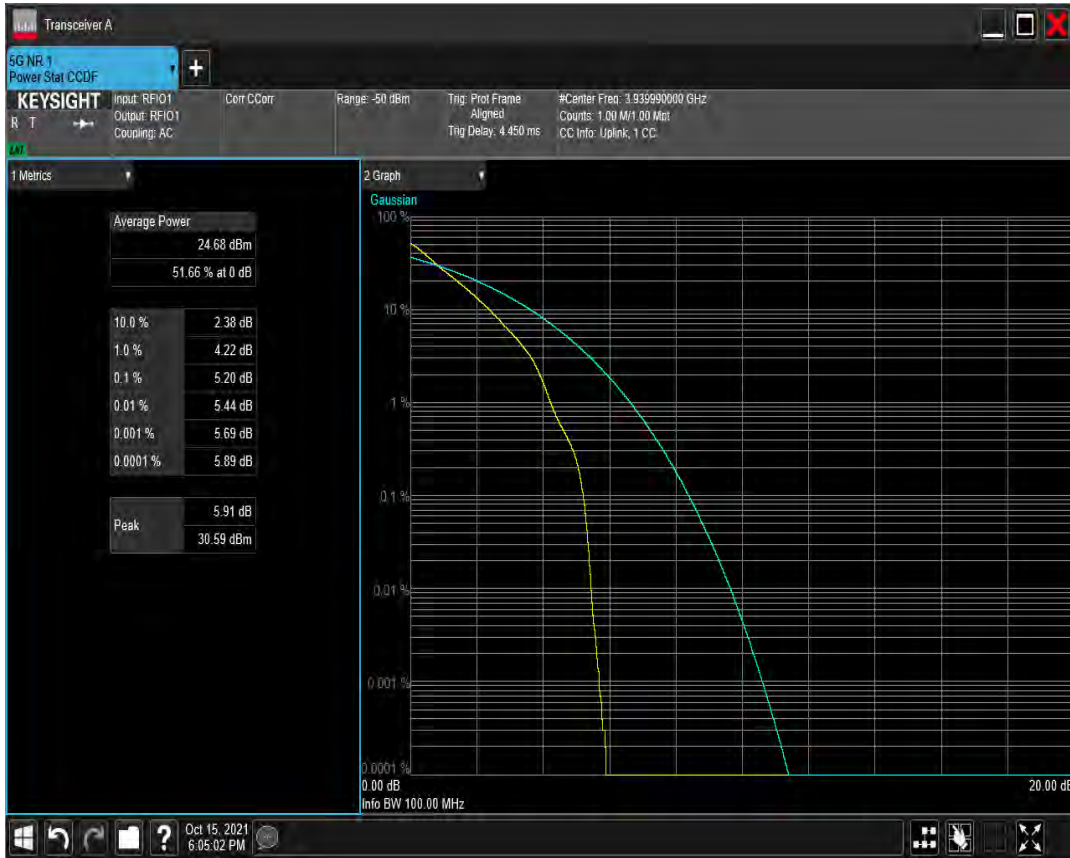 Transceiver A
5G NR 1
Power Stat CCDF
+
KEYSIGHT
R T
LXI
Input: RFIO1
Output: RFIO1
Coupling: AC
Corr CCorr
Range: -50 dBm
Trig: Prot Frame
Aligned
Trig Delay: 4.450 ms
#Center Freq: 3.939990000 GHz
Counts: 1.00 M/1.00 Mpt
CC Info: Uplink, 1 CC
1 Metrics
Average Power
24.68 dBm
51.66 % at 0 dB
10.0 % 2.38 dB
1.0 % 4.22 dB
0.1 % 5.20 dB
0.01 % 5.44 dB
0.001 % 5.69 dB
0.0001 % 5.89 dB
Peak 5.91 dB
30.59 dBm
2 Graph
Gaussian
100 %
10 %
1 %
0.1 %
0.01 %
0.001 %
0.0001 %
0.00 dB 20.00 dB
Info BW 100.00 MHz
? Oct 15, 2021
6:05:02 PM